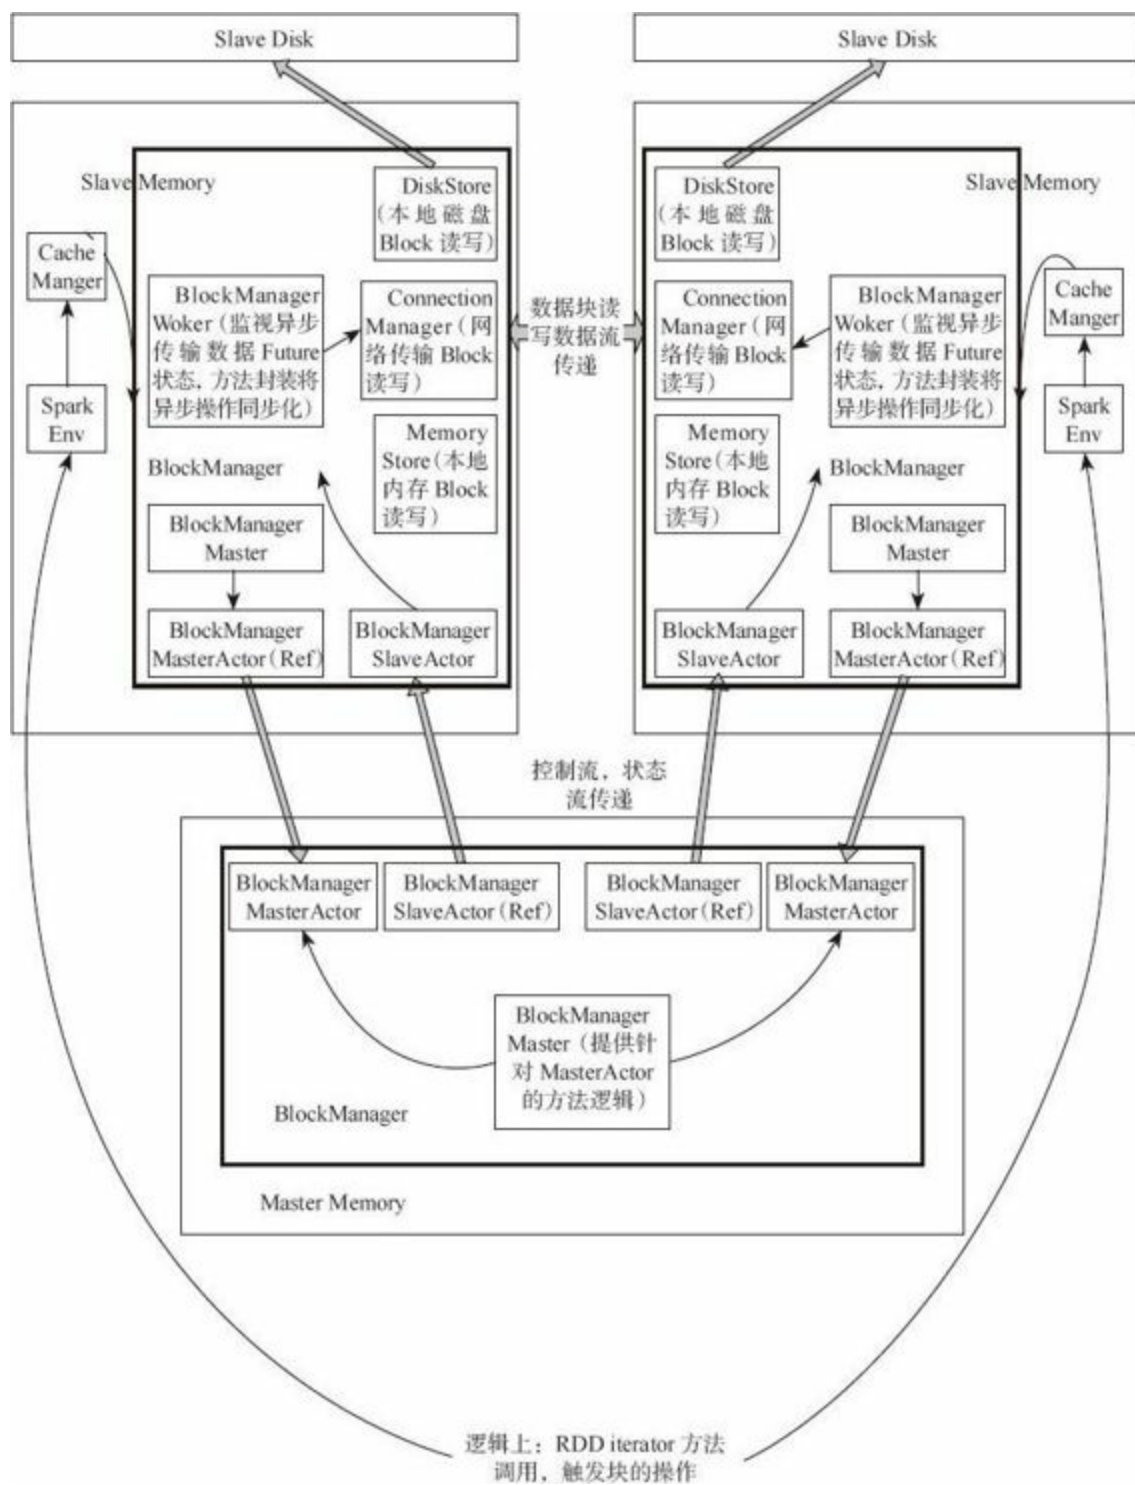 Slave Disk
Slave Disk
Slave Memory
DiskStore
(本地磁盘
Block 读写)
Cache
Manger
BlockManager
Woker(监视异步
传输数据 Future
状态,方法封装将
异步操作同步化)
Connection
Manager(网
络传输 Block
读写)
Spark
Env
Memory
Store(本地
内存 Block
读写)
BlockManager
BlockManager
Master
BlockManager
MasterActor(Ref)
BlockManager
SlaveActor
数据块读
写数据流
传递
Slave Memory
DiskStore
(本地磁盘
Block 读写)
Connection
Manager(网
络传输 Block
读写)
BlockManager
Woker(监视异步
传输数据 Future
状态,方法封装将
异步操作同步化)
Cache
Manger
Spark
Env
Memory
Store(本地
内存 Block
读写)
BlockManager
BlockManager
Master
BlockManager
SlaveActor
BlockManager
MasterActor(Ref)
控制流,状态
流传递
BlockManager
MasterActor
BlockManager
SlaveActor(Ref)
BlockManager
SlaveActor(Ref)
BlockManager
MasterActor
BlockManager
Master(提供针
对 MasterActor
的方法逻辑)
BlockManager
Master Memory
逻辑上:RDD iterator 方法
调用,触发块的操作